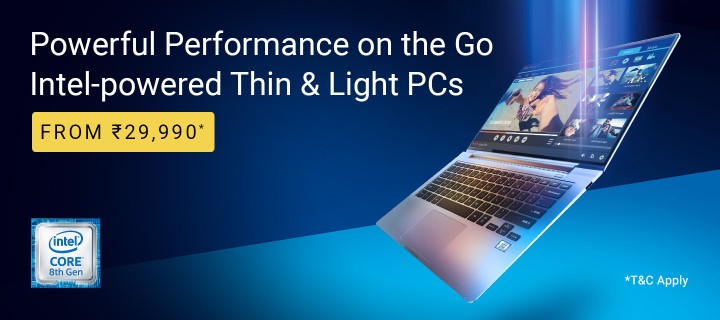 Powerful Performance on the Go
Intel-powered Thin & Light PCs
FROM ₹29,990*
intel
CORE
8th Gen
*T&C Apply